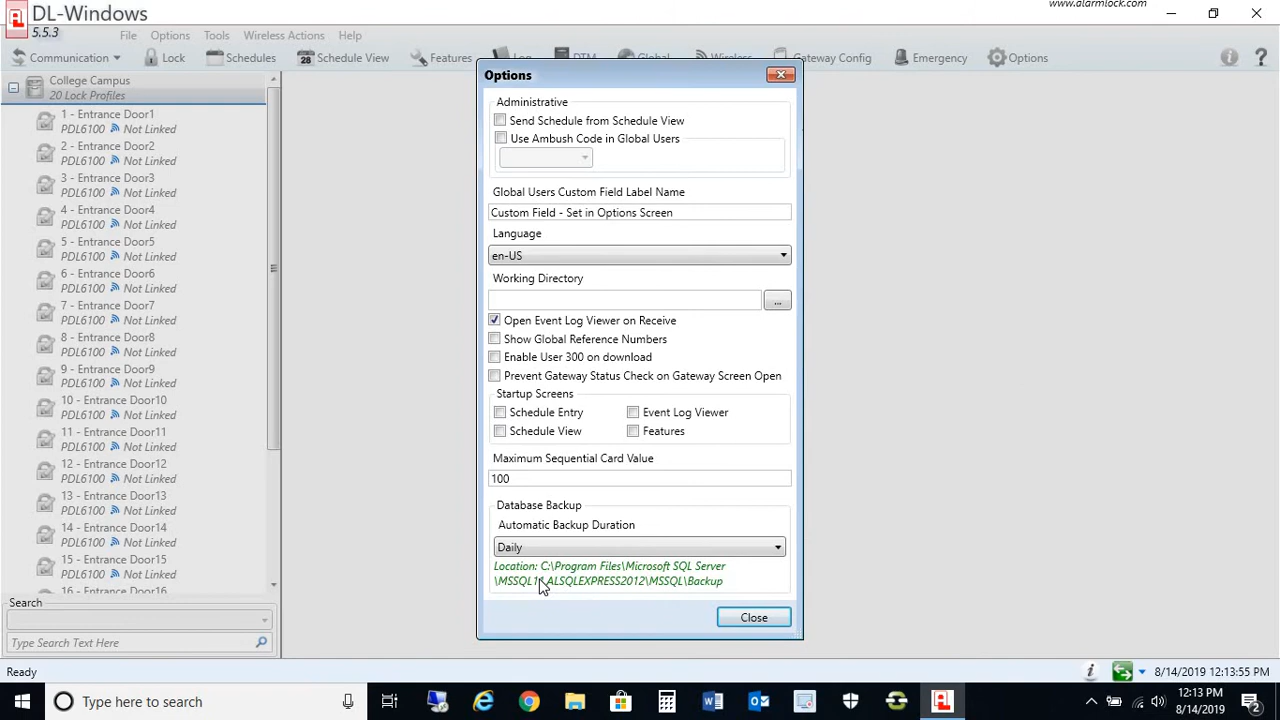 DL-Windows
www.alarmlock.com
5.5.3
File Options Tools Wireless Actions Help
Communication Lock Schedules 28 Schedule View Features Log DTM Global Wireless Gateway Config Emergency Options
College Campus
20 Lock Profiles
1 - Entrance Door1
PDL6100 Not Linked
2 - Entrance Door2
PDL6100 Not Linked
3 - Entrance Door3
PDL6100 Not Linked
4 - Entrance Door4
PDL6100 Not Linked
5 - Entrance Door5
PDL6100 Not Linked
6 - Entrance Door6
PDL6100 Not Linked
7 - Entrance Door7
PDL6100 Not Linked
8 - Entrance Door8
PDL6100 Not Linked
9 - Entrance Door9
PDL6100 Not Linked
10 - Entrance Door10
PDL6100 Not Linked
11 - Entrance Door11
PDL6100 Not Linked
12 - Entrance Door12
PDL6100 Not Linked
13 - Entrance Door13
PDL6100 Not Linked
14 - Entrance Door14
PDL6100 Not Linked
15 - Entrance Door15
PDL6100 Not Linked
16 - Entrance Door16
Search
Type Search Text Here
Options
Administrative
Send Schedule from Schedule View
Use Ambush Code in Global Users
Global Users Custom Field Label Name
Custom Field - Set in Options Screen
Language
en-US
Working Directory
...
Open Event Log Viewer on Receive
Show Global Reference Numbers
Enable User 300 on download
Prevent Gateway Status Check on Gateway Screen Open
Startup Screens
Schedule Entry Event Log Viewer
Schedule View Features
Maximum Sequential Card Value
100
Database Backup
Automatic Backup Duration
Daily
Location: C:\Program Files\Microsoft SQL Server
\MSSQL1 ALSQLEXPRESS2012\MSSQL\Backup
Close
Ready
8/14/2019 12:13:55 PM
Type here to search
12:13 PM
8/14/2019